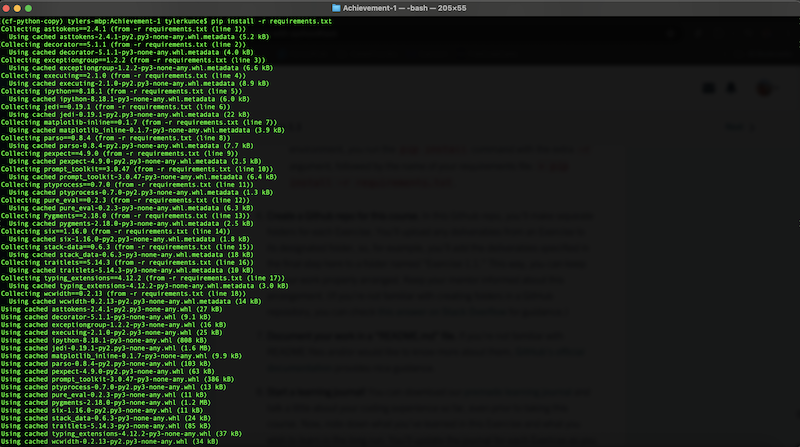 Achievement-1 — -bash — 205×55
(cf-python-copy) tylers-mbp:Achievement-1 tylerkunce$ pip install -r requirements.txt
Collecting asttokens==2.4.1 (from -r requirements.txt (line 1))
Using cached asttokens-2.4.1-py2.py3-none-any.whl.metadata (5.2 kB)
Collecting decorator==5.1.1 (from -r requirements.txt (line 2))
Using cached decorator-5.1.1-py3-none-any.whl.metadata (4.0 kB)
Collecting exceptiongroup==1.2.2 (from -r requirements.txt (line 3))
Using cached exceptiongroup-1.2.2-py3-none-any.whl.metadata (6.6 kB)
Collecting executing==2.1.0 (from -r requirements.txt (line 4))
Using cached executing-2.1.0-py2.py3-none-any.whl.metadata (8.9 kB)
Collecting ipython==8.18.1 (from -r requirements.txt (line 5))
Using cached ipython-8.18.1-py3-none-any.whl.metadata (6.0 kB)
Collecting jedi==0.19.1 (from -r requirements.txt (line 6))
Using cached jedi-0.19.1-py2.py3-none-any.whl.metadata (22 kB)
Collecting matplotlib-inline==0.1.7 (from -r requirements.txt (line 7))
Using cached matplotlib_inline-0.1.7-py3-none-any.whl.metadata (3.9 kB)
Collecting parso==0.8.4 (from -r requirements.txt (line 8))
Using cached parso-0.8.4-py2.py3-none-any.whl.metadata (7.7 kB)
Collecting pexpect==4.9.0 (from -r requirements.txt (line 9))
Using cached pexpect-4.9.0-py2.py3-none-any.whl.metadata (2.5 kB)
Collecting prompt_toolkit==3.0.47 (from -r requirements.txt (line 10))
Using cached prompt_toolkit-3.0.47-py3-none-any.whl.metadata (6.4 kB)
Collecting ptyprocess==0.7.0 (from -r requirements.txt (line 11))
Using cached ptyprocess-0.7.0-py2.py3-none-any.whl.metadata (1.3 kB)
Collecting pure_eval==0.2.3 (from -r requirements.txt (line 12))
Using cached pure_eval-0.2.3-py3-none-any.whl.metadata (6.3 kB)
Collecting Pygments==2.18.0 (from -r requirements.txt (line 13))
Using cached pygments-2.18.0-py3-none-any.whl.metadata (2.5 kB)
Collecting six==1.16.0 (from -r requirements.txt (line 14))
Using cached six-1.16.0-py2.py3-none-any.whl.metadata (1.8 kB)
Collecting stack-data==0.6.3 (from -r requirements.txt (line 15))
Using cached stack_data-0.6.3-py3-none-any.whl.metadata (18 kB)
Collecting traitlets==5.14.3 (from -r requirements.txt (line 16))
Using cached traitlets-5.14.3-py3-none-any.whl.metadata (10 kB)
Collecting typing_extensions==4.12.2 (from -r requirements.txt (line 17))
Using cached typing_extensions-4.12.2-py3-none-any.whl.metadata (3.0 kB)
Collecting wcwidth==0.2.13 (from -r requirements.txt (line 18))
Using cached wcwidth-0.2.13-py2.py3-none-any.whl.metadata (14 kB)
Using cached asttokens-2.4.1-py2.py3-none-any.whl (27 kB)
Using cached decorator-5.1.1-py3-none-any.whl (9.1 kB)
Using cached exceptiongroup-1.2.2-py3-none-any.whl (16 kB)
Using cached executing-2.1.0-py2.py3-none-any.whl (25 kB)
Using cached ipython-8.18.1-py3-none-any.whl (808 kB)
Using cached jedi-0.19.1-py2.py3-none-any.whl (1.6 MB)
Using cached matplotlib_inline-0.1.7-py3-none-any.whl (9.9 kB)
Using cached parso-0.8.4-py2.py3-none-any.whl (103 kB)
Using cached pexpect-4.9.0-py2.py3-none-any.whl (63 kB)
Using cached prompt_toolkit-3.0.47-py3-none-any.whl (386 kB)
Using cached ptyprocess-0.7.0-py2.py3-none-any.whl (13 kB)
Using cached pure_eval-0.2.3-py3-none-any.whl (11 kB)
Using cached pygments-2.18.0-py3-none-any.whl (1.2 MB)
Using cached six-1.16.0-py2.py3-none-any.whl (11 kB)
Using cached stack_data-0.6.3-py3-none-any.whl (24 kB)
Using cached traitlets-5.14.3-py3-none-any.whl (85 kB)
Using cached typing_extensions-4.12.2-py3-none-any.whl (37 kB)
Using cached wcwidth-0.2.13-py2.py3-none-any.whl (34 kB)